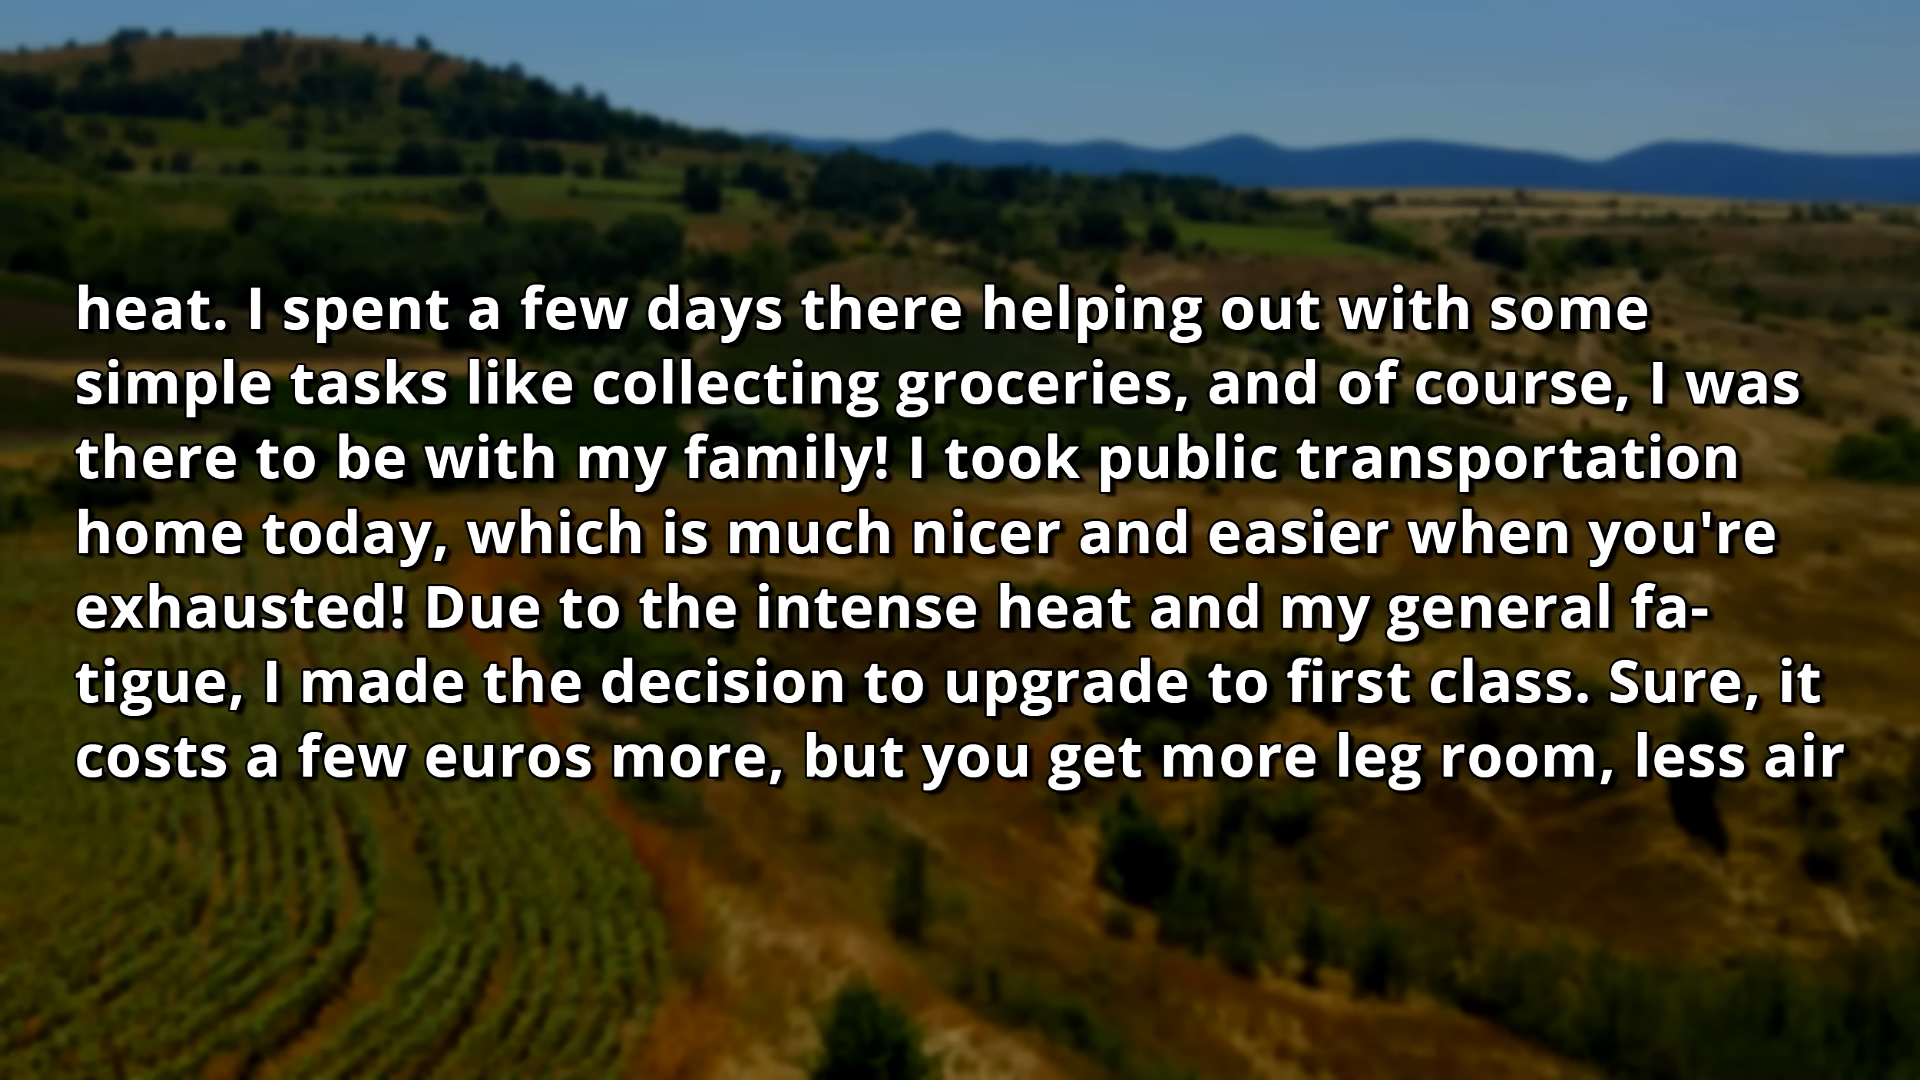 heat. I spent a few days there helping out with some
simple tasks like collecting groceries, and of course, I was
there to be with my family! I took public transportation
home today, which is much nicer and easier when you're
exhausted! Due to the intense heat and my general fa-
tigue, I made the decision to upgrade to first class. Sure, it
costs a few euros more, but you get more leg room, less air